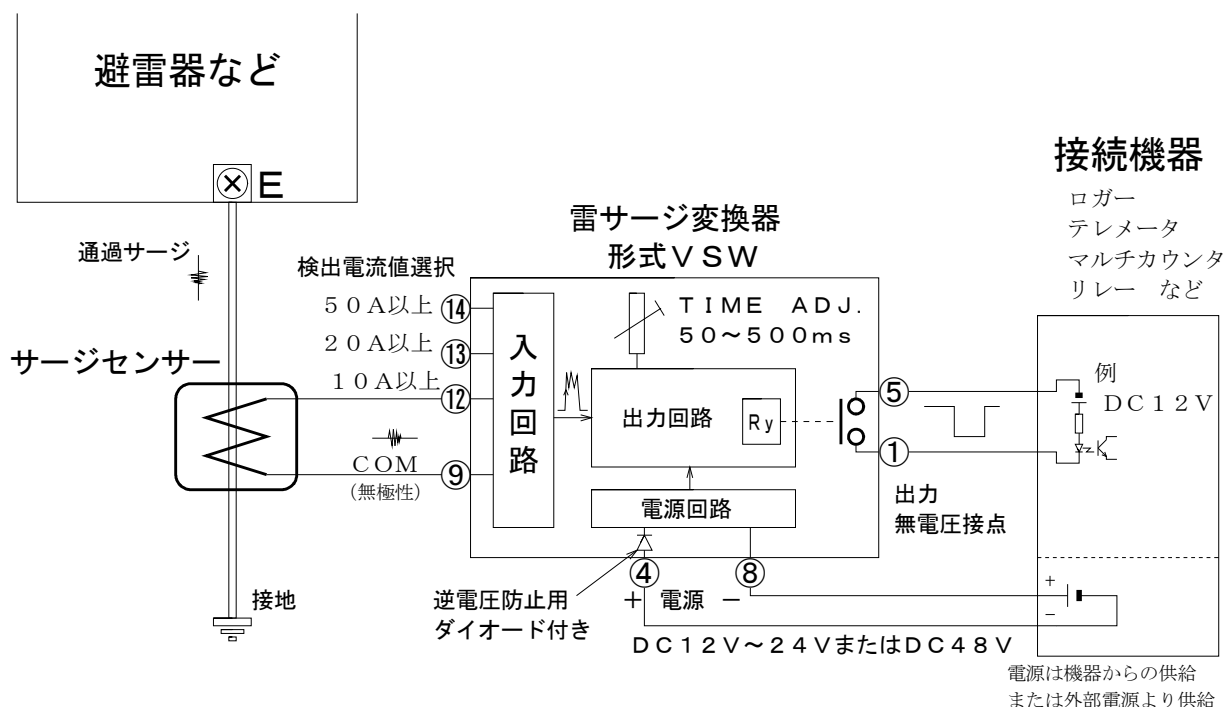 避雷器など
E
通過サージ
サージセンサー
接地
検出電流値選択
50A以上 ⑭
20A以上 ⑬
10A以上 ⑫
COM ⑨
(無極性)
雷サージ変換器
形式VSW
入力回路
TIME ADJ.
50~500ms
出力回路
Ry
電源回路
⑤
①
出力
無電圧接点
逆電圧防止用
ダイオード付き
④ ⑧
+ 電源 −
DC12V~24VまたはDC48V
接続機器
ロガー
テレメータ
マルチカウンタ
リレー など
例
DC12V
+
−
電源は機器からの供給
または外部電源より供給